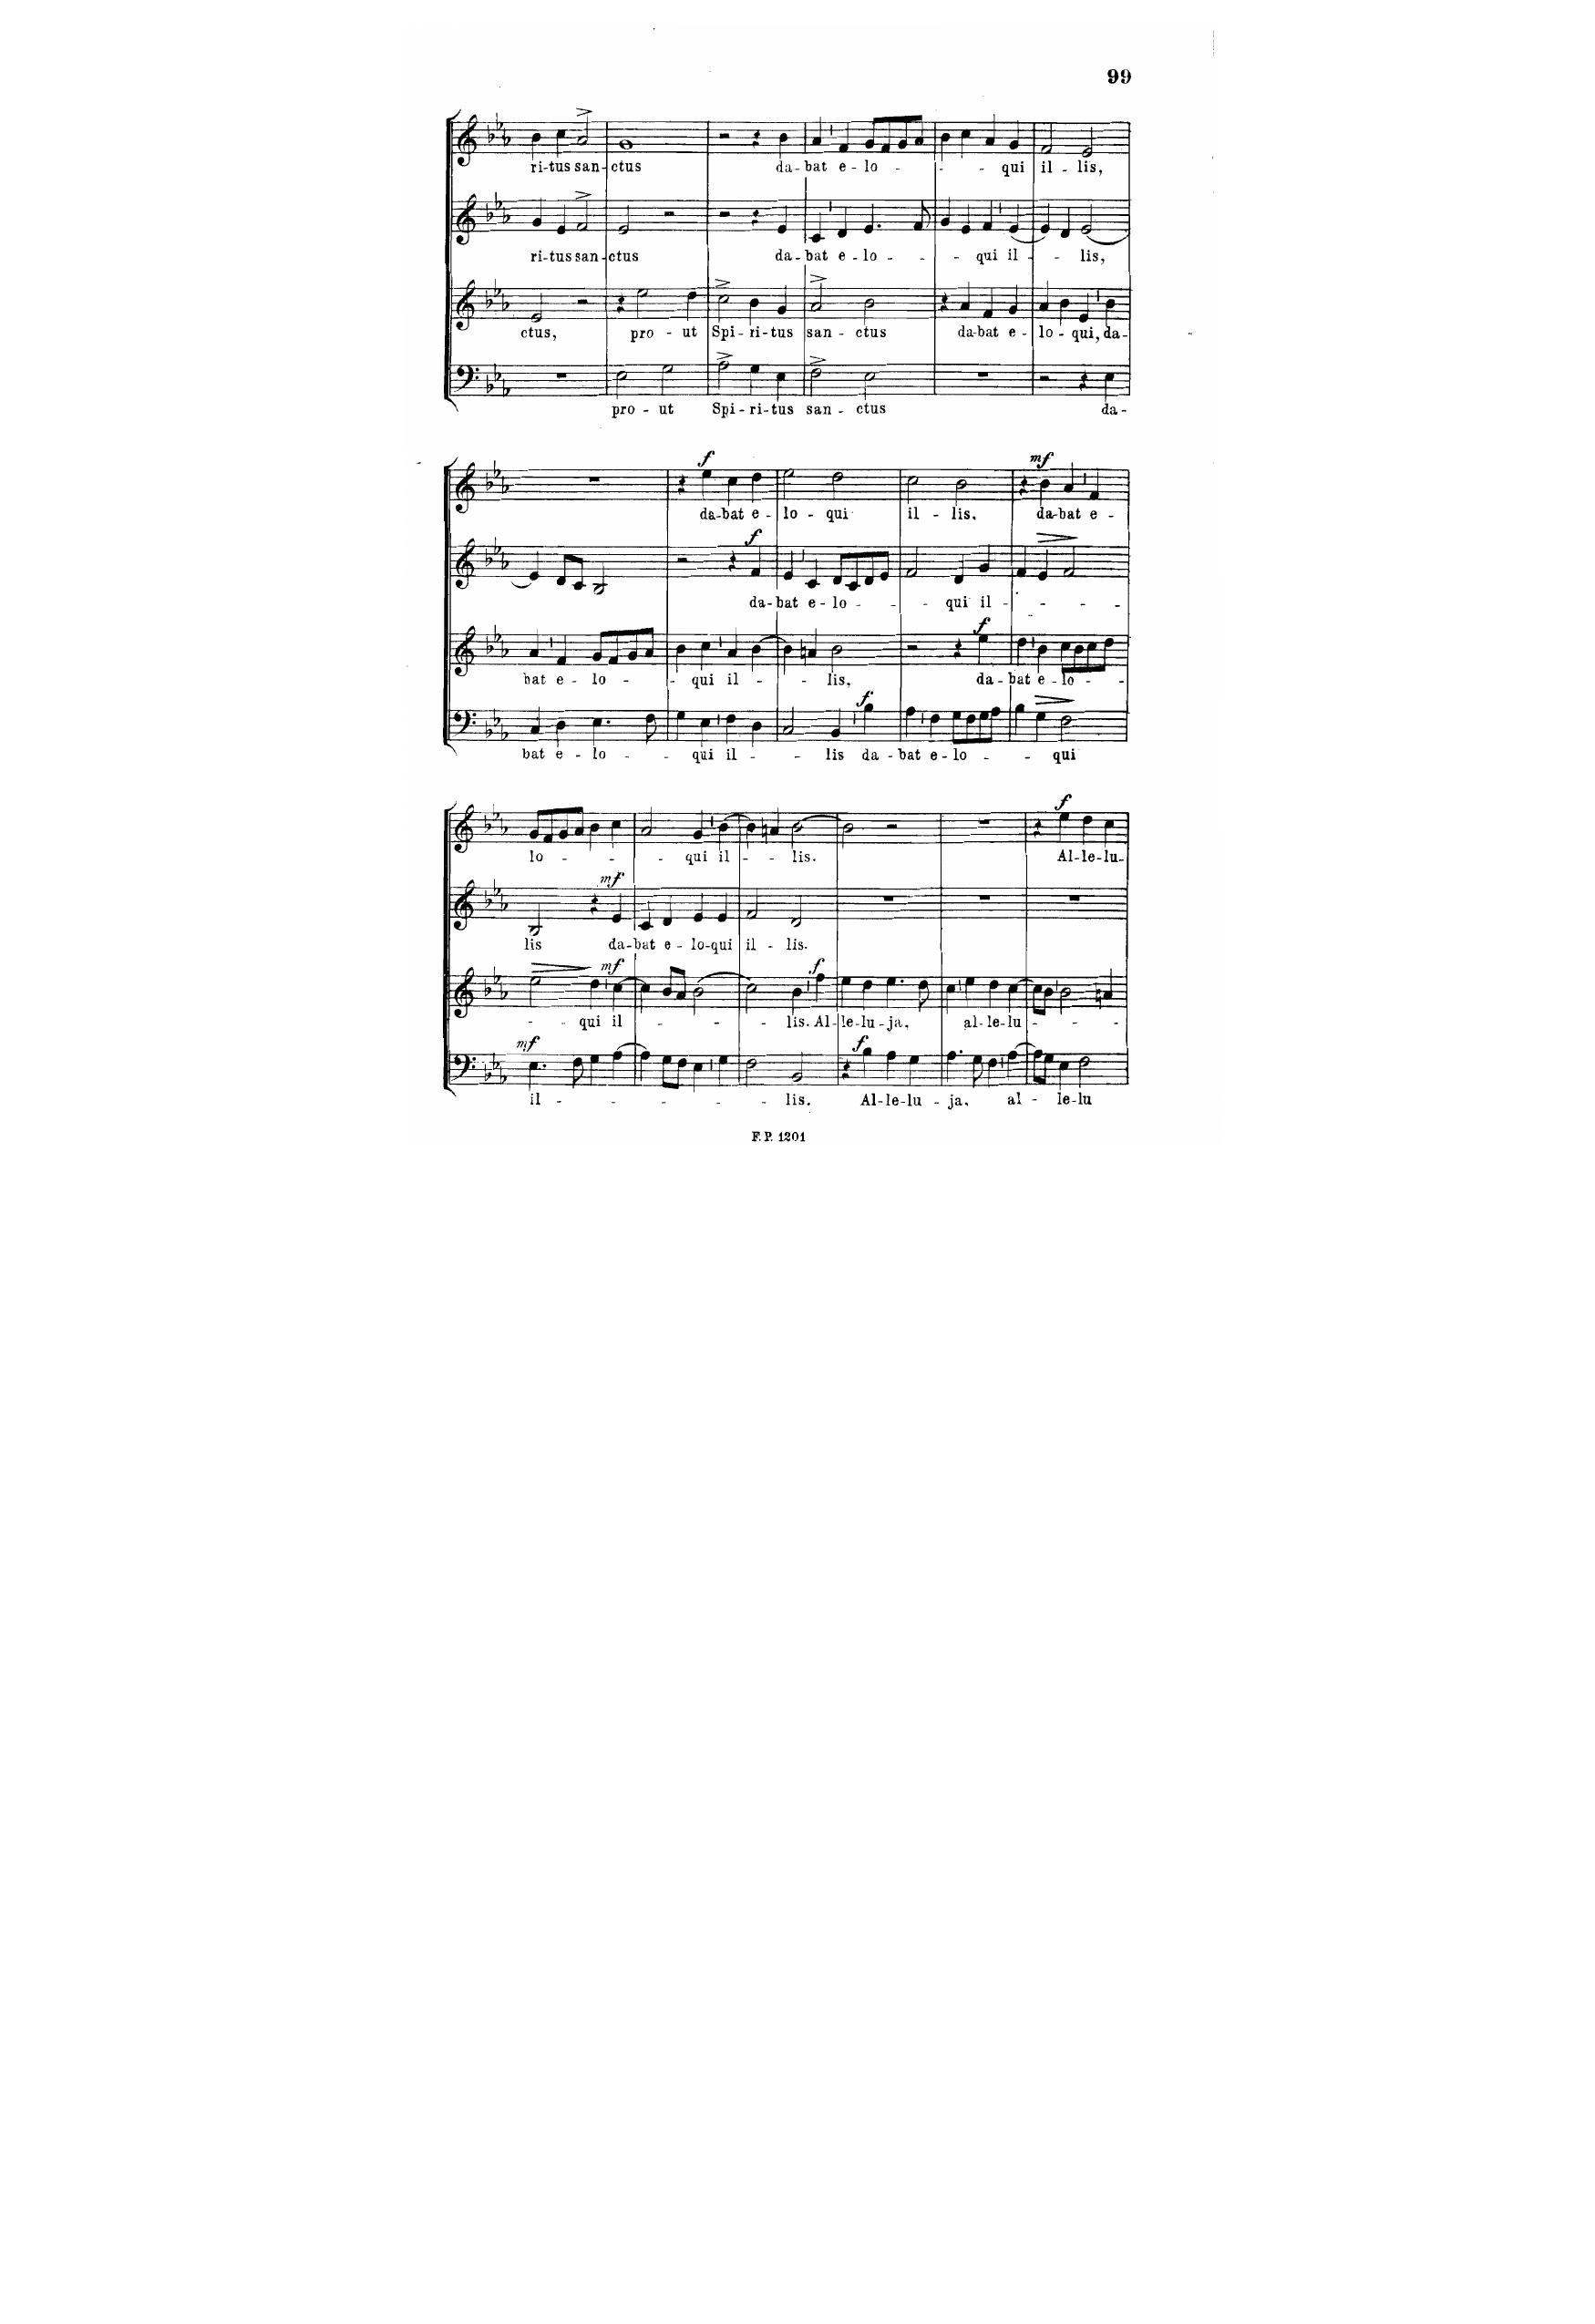 99
ri-tus san-ctus da-bat e-lo - - - qui il - lis,
ri-tus san-ctus da-bat e-lo - - - qui il - - lis,
ctus, pro - ut Spi-ri-tus san - ctus da-bat e-lo - qui, da-
pro - ut Spi-ri-tus san - ctus da-
f mf
da-bat e-lo - qui il - lis. da-bat e-
f
da-bat e-lo - - - qui il - - -
f
bat e - lo - - qui il - - lis, da-bat e-lo - -
f
bat e - lo - - qui il - - lis da-bat e-lo - - qui
f
lo - - - qui il - - lis. Al-le-lu-
mf
lis da-bat e-lo-qui il - lis.
mf f
- - qui il - - - lis. Al-le-lu-ja, al-le-lu - - -
mf f
il - - - - - lis. Al-le-lu - ja, al - le-lu
F. P. 1201